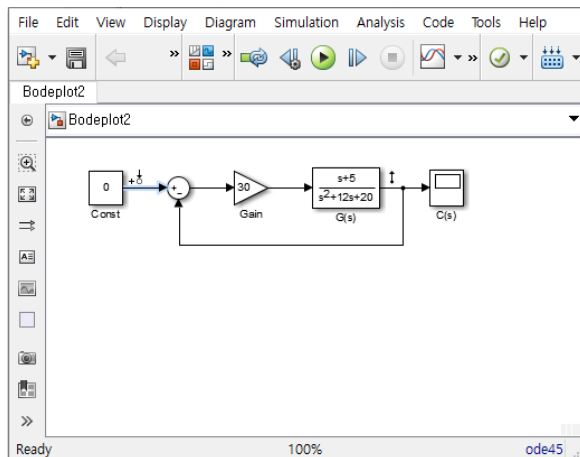 File Edit View Display Diagram Simulation Analysis Code Tools Help
» »  »
Bodeplot2
Bodeplot2
0
+
+
-
30
s+5
s²+12s+20
Const
Gain
G(s)
C(s)
A
»
Ready 100% ode45